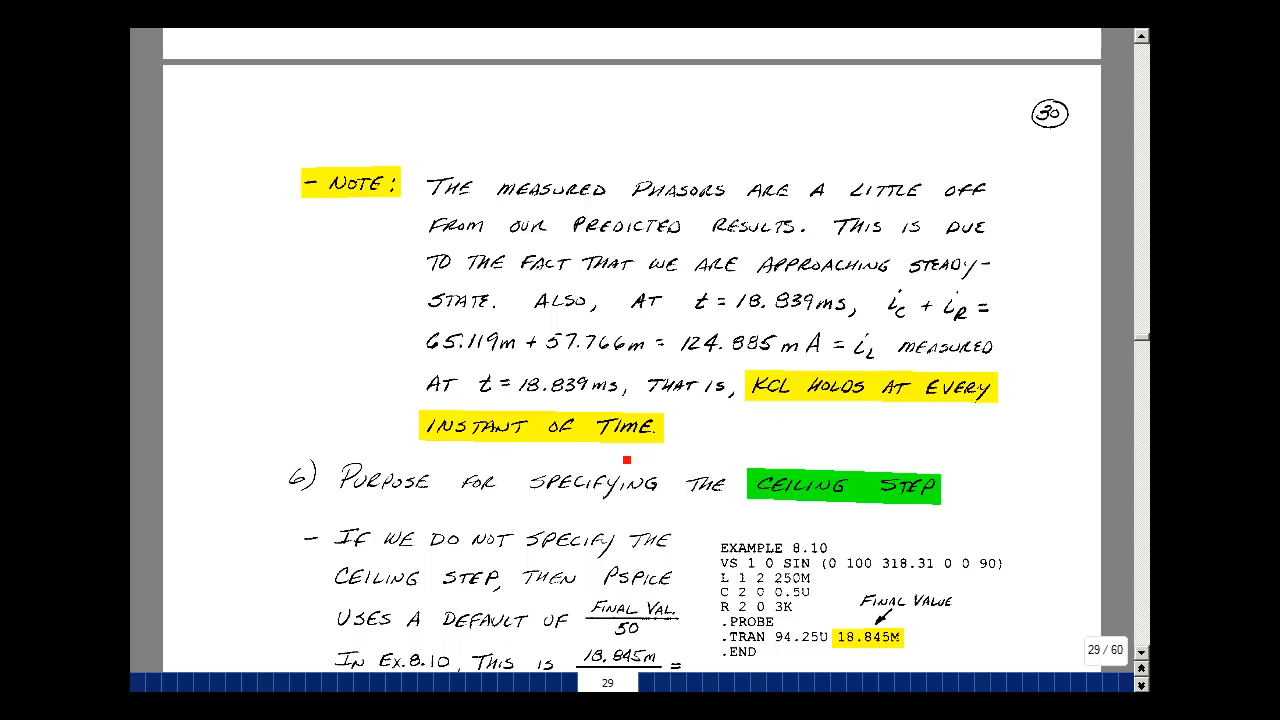 30
- NOTE: THE MEASURED PHASORS ARE A LITTLE OFF
FROM OUR PREDICTED RESULTS. THIS IS DUE
TO THE FACT THAT WE ARE APPROACHING STEADY-
STATE. ALSO, AT t = 18.839ms, iC + iR =
65.119m + 57.766m = 124.885 mA = iL MEASURED
AT t = 18.839ms, THAT IS, KCL HOLDS AT EVERY
INSTANT OF TIME.
6) PURPOSE FOR SPECIFYING THE CEILING STEP
- IF WE DO NOT SPECIFY THE
CEILING STEP, THEN PSPICE
USES A DEFAULT OF FINAL VAL. / 50
IN EX. 8.10, THIS IS 18.845m =
EXAMPLE 8.10
VS 1 0 SIN (0 100 318.31 0 0 90)
L 1 2 250M
C 2 0 0.5U
R 2 0 3K
FINAL VALUE
.PROBE
.TRAN 94.25U 18.845M
.END
29 / 60
29